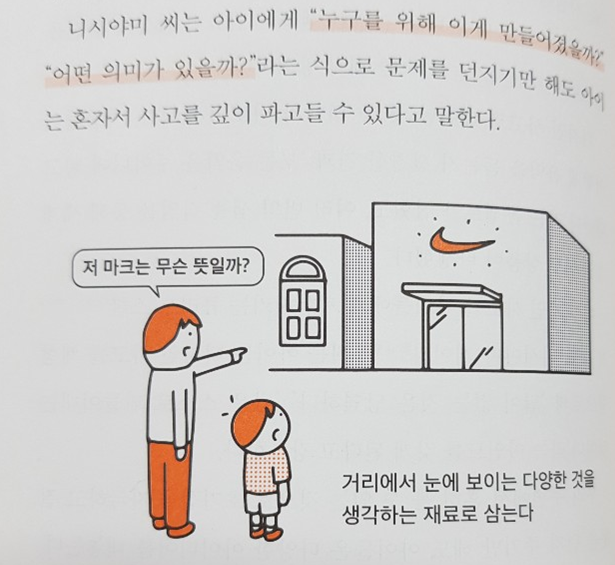 니시야미 씨는 아이에게 “누구를 위해 이게 만들어졌을까?”
“어떤 의미가 있을까?”라는 식으로 문제를 던지기만 해도 아이
는 혼자서 사고를 깊이 파고들 수 있다고 말한다.
저 마크는 무슨 뜻일까?
거리에서 눈에 보이는 다양한 것을
생각하는 재료로 삼는다